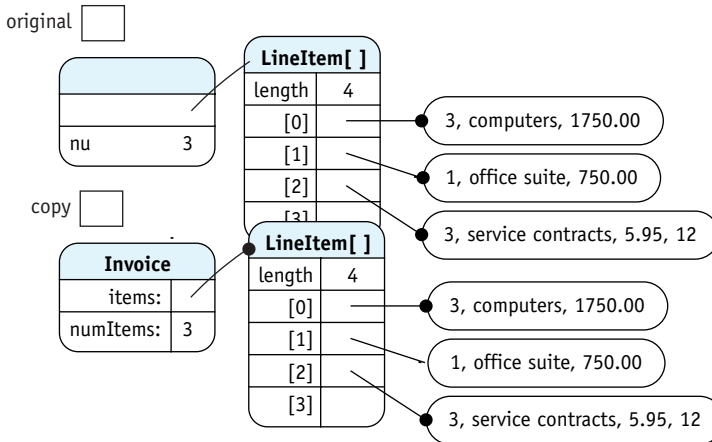 original
LineItem[ ]
length 4
[0] 3, computers, 1750.00
[1] 1, office suite, 750.00
nu 3
[2]
[3] 3, service contracts, 5.95, 12
copy
LineItem[ ]
Invoice
length 4
items:
[0] 3, computers, 1750.00
numItems: 3
[1] 1, office suite, 750.00
[2]
[3]
3, service contracts, 5.95, 12